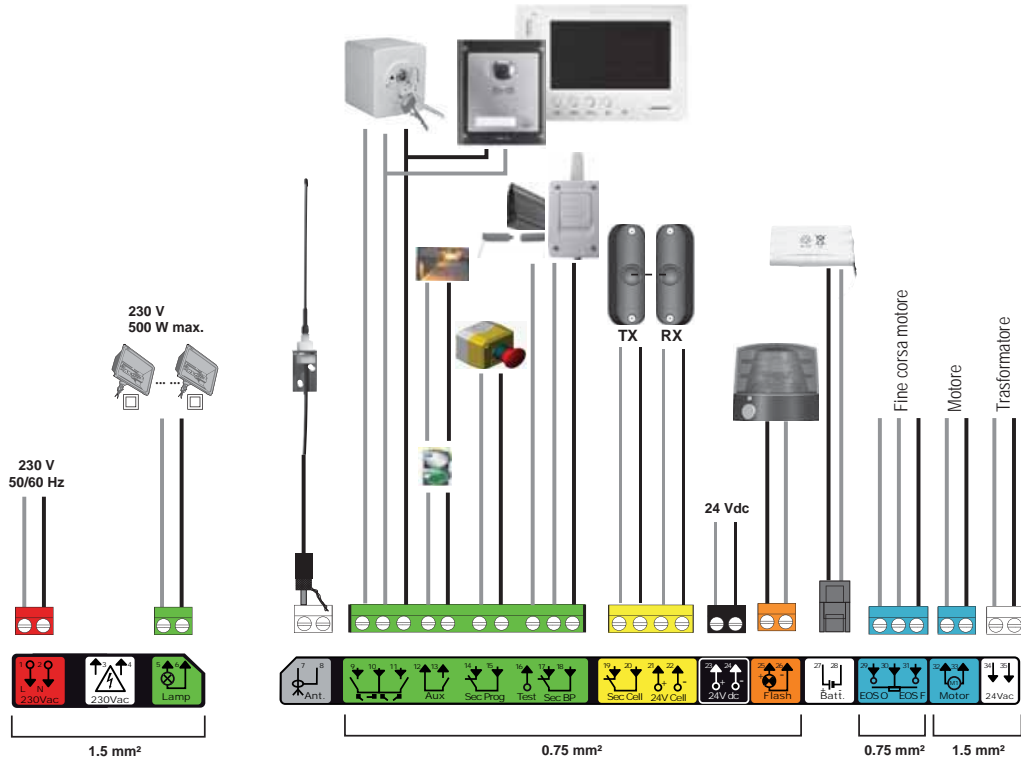 230 V
500 W max.
230 V
50/60 Hz
TX
RX
24 Vdc
Fine corsa motore
Motore
Trasformatore
1 2
L N
230Vac
3 4
230Vac
5 6
Lamp
7 8
Ant.
9 10 11
12 13
Aux
14 15
Sec Prog
16
Test
17 18
Sec BP
19 20
Sec Cell
21 22
+ -
24V Cell
23 24
+ -
24V dc
25 26
+ -
Flash
27 28
+
Batt.
29 30 31
EOS O EOS F
32 33
M1
Motor
34 35
24Vac
1.5 mm²
0.75 mm²
0.75 mm²
1.5 mm²